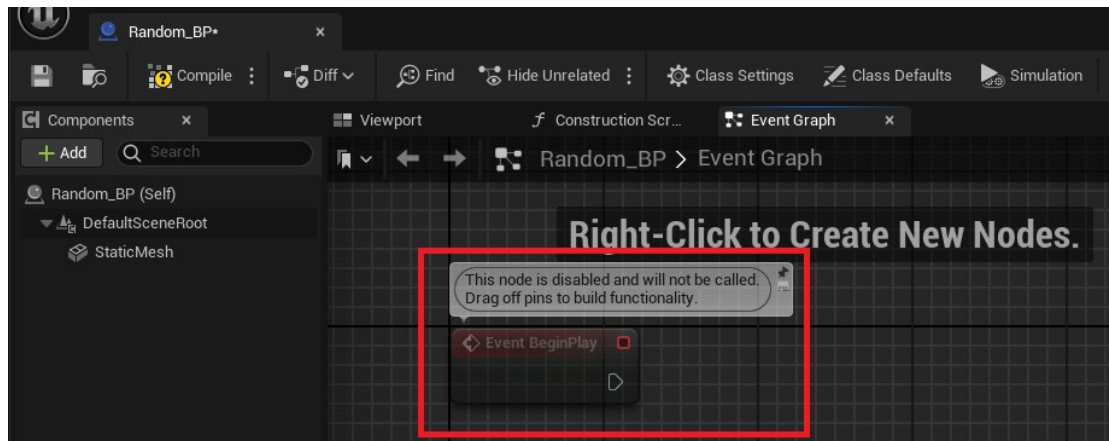 Random_BP*
Compile
Diff
Find
Hide Unrelated
Class Settings
Class Defaults
Simulation
Components
Viewport
f Construction Scr...
Event Graph
+ Add
Search
Random_BP > Event Graph
Random_BP (Self)
DefaultSceneRoot
StaticMesh
Right-Click to Create New Nodes.
This node is disabled and will not be called.
Drag off pins to build functionality.
Event BeginPlay